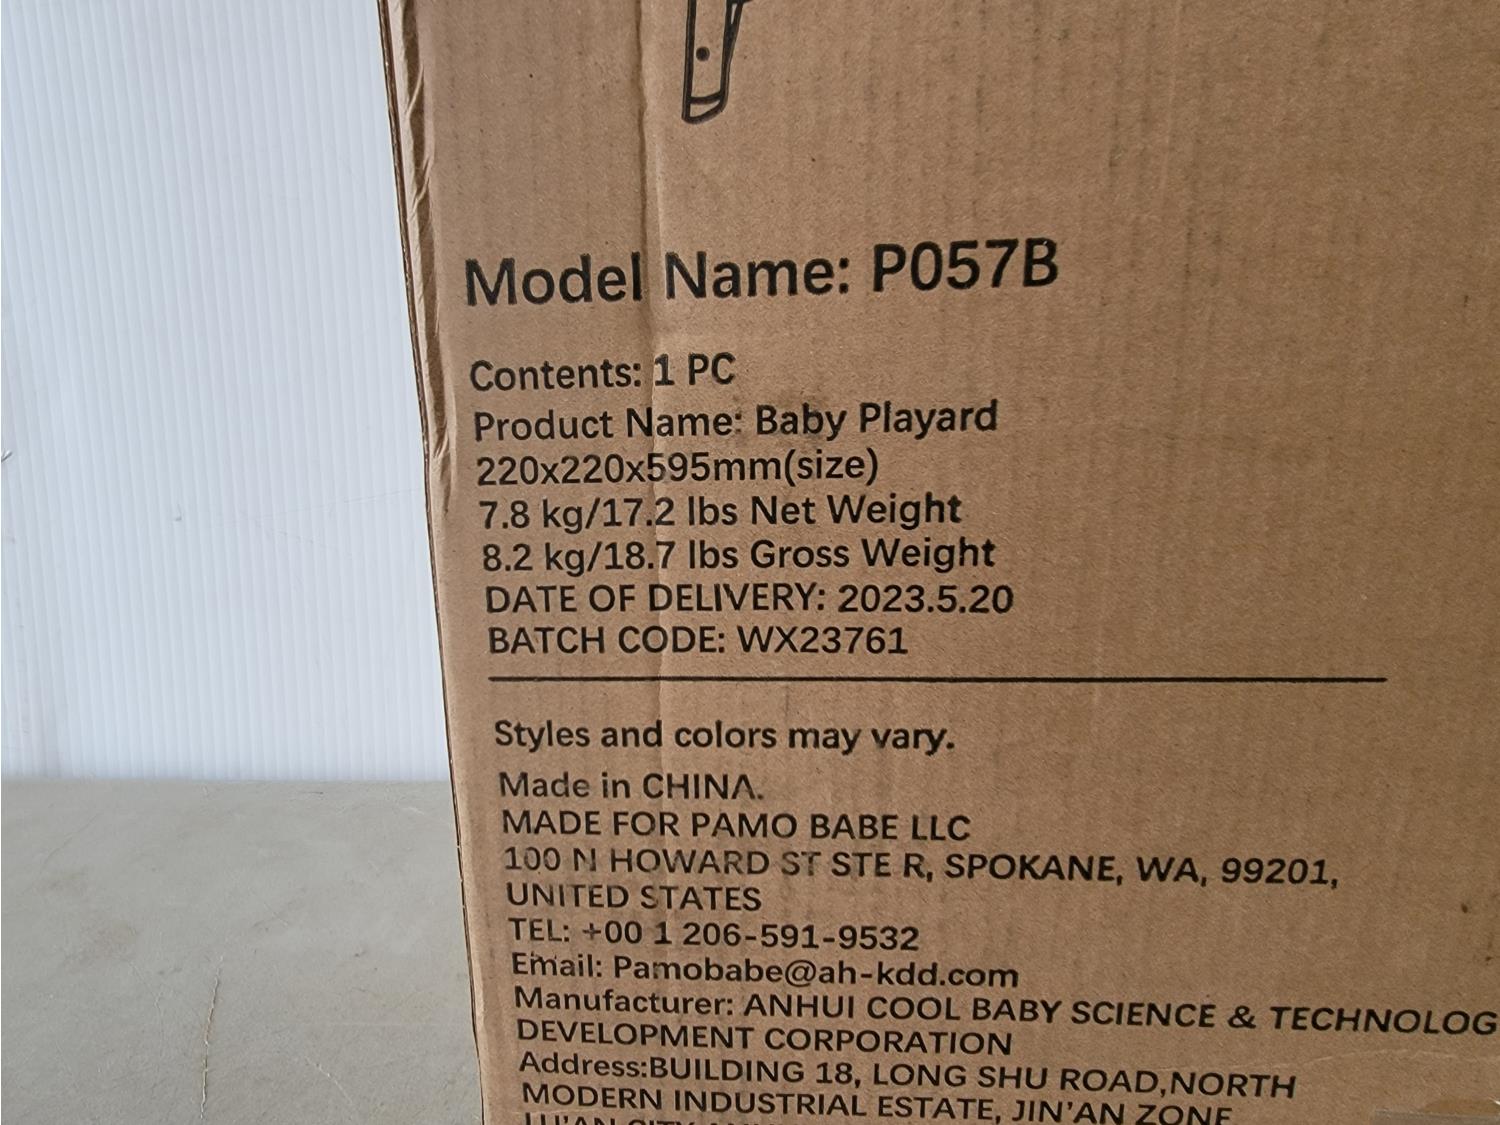 Model Name: P057B
Contents: 1 PC
Product Name: Baby Playard
220x220x595mm(size)
7.8 kg/17.2 lbs Net Weight
8.2 kg/18.7 lbs Gross Weight
DATE OF DELIVERY: 2023.5.20
BATCH CODE: WX23761
Styles and colors may vary.
Made in CHINA.
MADE FOR PAMO BABE LLC
100 N HOWARD ST STE R, SPOKANE, WA, 99201,
UNITED STATES
TEL: +00 1 206-591-9532
Email: Pamobabe@ah-kdd.com
Manufacturer: ANHUI COOL BABY SCIENCE & TECHNOLOG
DEVELOPMENT CORPORATION
Address:BUILDING 18, LONG SHU ROAD,NORTH
MODERN INDUSTRIAL ESTATE, JIN'AN ZONE